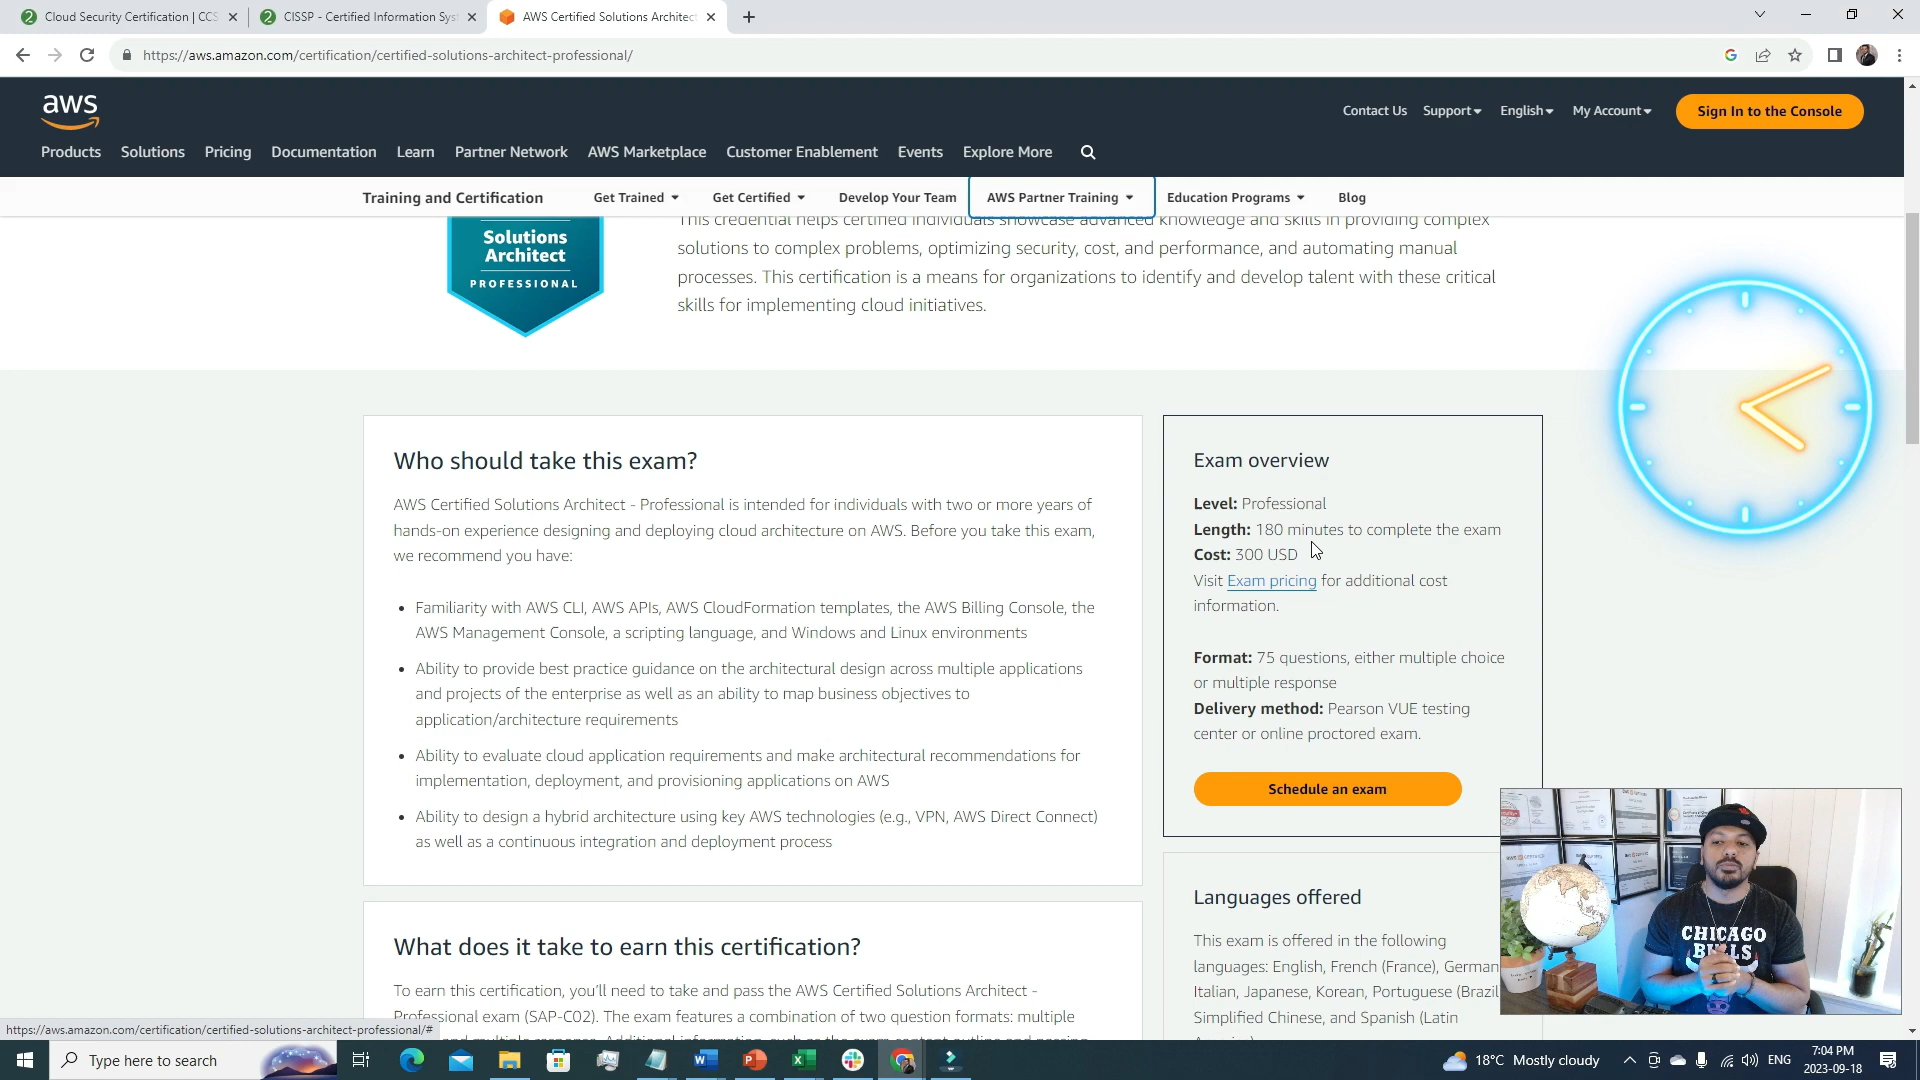 Cloud Security Certification | CCS
CISSP - Certified Information Syst
AWS Certified Solutions Architect
https://aws.amazon.com/certification/certified-solutions-architect-professional/
aws
Contact Us
Support
English
My Account
Sign In to the Console
Products
Solutions
Pricing
Documentation
Learn
Partner Network
AWS Marketplace
Customer Enablement
Events
Explore More
Training and Certification
Get Trained
Get Certified
Develop Your Team
AWS Partner Training
Education Programs
Blog
Solutions
Architect
PROFESSIONAL
This credential helps certified individuals showcase advanced knowledge and skills in providing complex
solutions to complex problems, optimizing security, cost, and performance, and automating manual
processes. This certification is a means for organizations to identify and develop talent with these critical
skills for implementing cloud initiatives.
Who should take this exam?
AWS Certified Solutions Architect - Professional is intended for individuals with two or more years of
hands-on experience designing and deploying cloud architecture on AWS. Before you take this exam,
we recommend you have:
• Familiarity with AWS CLI, AWS APIs, AWS CloudFormation templates, the AWS Billing Console, the
AWS Management Console, a scripting language, and Windows and Linux environments
• Ability to provide best practice guidance on the architectural design across multiple applications
and projects of the enterprise as well as an ability to map business objectives to
application/architecture requirements
• Ability to evaluate cloud application requirements and make architectural recommendations for
implementation, deployment, and provisioning applications on AWS
• Ability to design a hybrid architecture using key AWS technologies (e.g., VPN, AWS Direct Connect)
as well as a continuous integration and deployment process
What does it take to earn this certification?
To earn this certification, you'll need to take and pass the AWS Certified Solutions Architect -
Professional exam (SAP-C02). The exam features a combination of two question formats: multiple
Exam overview
Level: Professional
Length: 180 minutes to complete the exam
Cost: 300 USD
Visit Exam pricing for additional cost
information.
Format: 75 questions, either multiple choice
or multiple response
Delivery method: Pearson VUE testing
center or online proctored exam.
Schedule an exam
Languages offered
This exam is offered in the following
languages: English, French (France), German
Italian, Japanese, Korean, Portuguese (Brazil
Simplified Chinese, and Spanish (Latin
CHICAGO
BULLS
https://aws.amazon.com/certification/certified-solutions-architect-professional/#
Type here to search
18°C Mostly cloudy
ENG
7:04 PM
2023-09-18